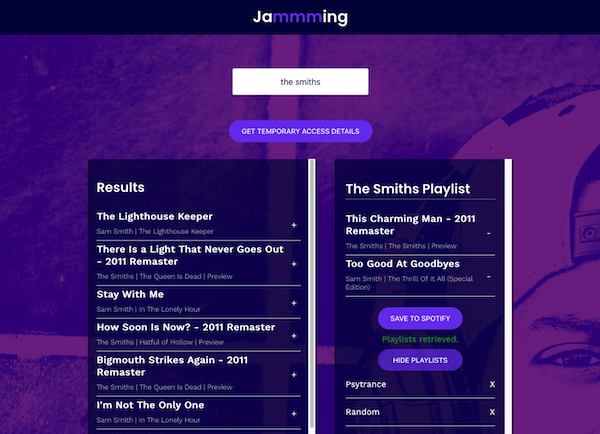 Jammming
the smiths
GET TEMPORARY ACCESS DETAILS
Results
The Lighthouse Keeper
Sam Smith | The Lighthouse Keeper
+
There Is a Light That Never Goes Out
- 2011 Remaster
The Smiths | The Queen Is Dead | Preview
+
Stay With Me
Sam Smith | In The Lonely Hour
+
How Soon Is Now? - 2011 Remaster
The Smiths | Hatful of Hollow | Preview
+
Bigmouth Strikes Again - 2011
Remaster
The Smiths | The Queen Is Dead | Preview
+
I'm Not The Only One
Sam Smith | In The Lonely Hour
+
The Smiths Playlist
This Charming Man - 2011
Remaster
The Smiths | The Smiths | Preview
-
Too Good At Goodbyes
Sam Smith | The Thrill Of It All (Special
Edition)
-
SAVE TO SPOTIFY
Playlists retrieved.
HIDE PLAYLISTS
Psytrance X
Random X